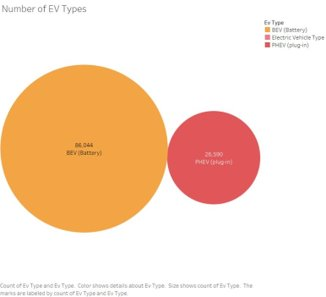 Number of EV Types
Ev Type
BEV (Battery)
Electric Vehicle Type
PHEV (plug-in)
86,044
BEV (Battery)
26,590
PHEV (plug-in)
Count of Ev Type and Ev Type. Color shows details about Ev Type. Size shows count of Ev Type. The
marks are labeled by count of Ev Type and Ev Type.